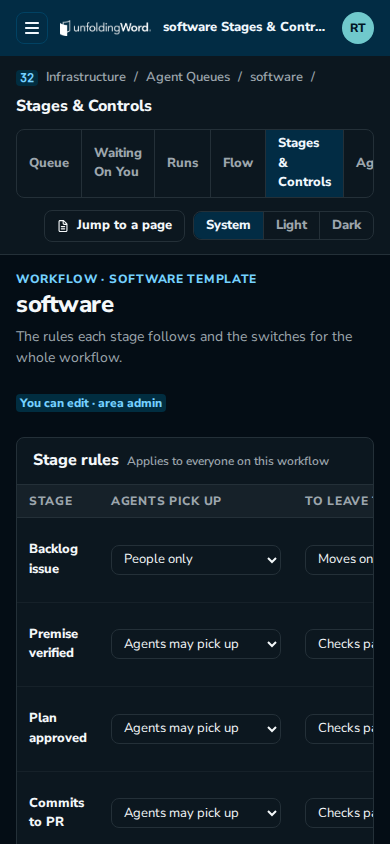 unfoldingWord. software Stages & Contr... RT
32 Infrastructure / Agent Queues / software /
Stages & Controls
Queue
Waiting
On You
Runs
Flow
Stages
&
Controls
Ag
Jump to a page
System Light Dark
WORKFLOW · SOFTWARE TEMPLATE
software
The rules each stage follows and the switches for the
whole workflow.
You can edit · area admin
Stage rules Applies to everyone on this workflow
STAGE AGENTS PICK UP TO LEAVE
Backlog
issue
People only
Moves on
Premise
verified
Agents may pick up
Checks pa
Plan
approved
Agents may pick up
Checks pa
Commits
to PR
Agents may pick up
Checks pa